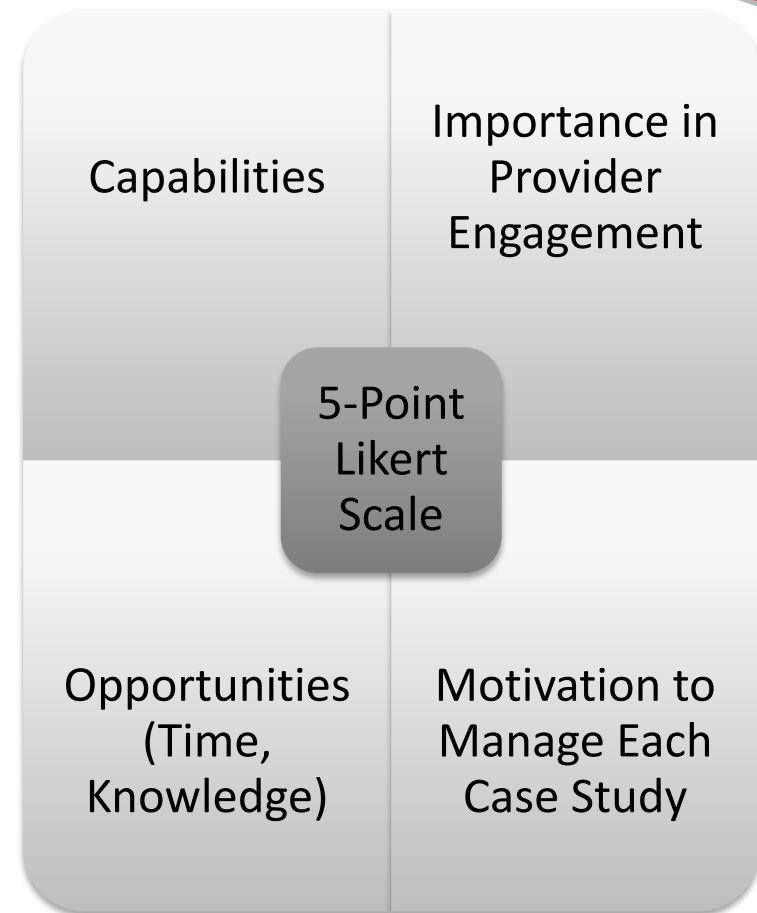 Capabilities
Importance in
Provider
Engagement
5-Point
Likert
Scale
Opportunities
(Time,
Knowledge)
Motivation to
Manage Each
Case Study